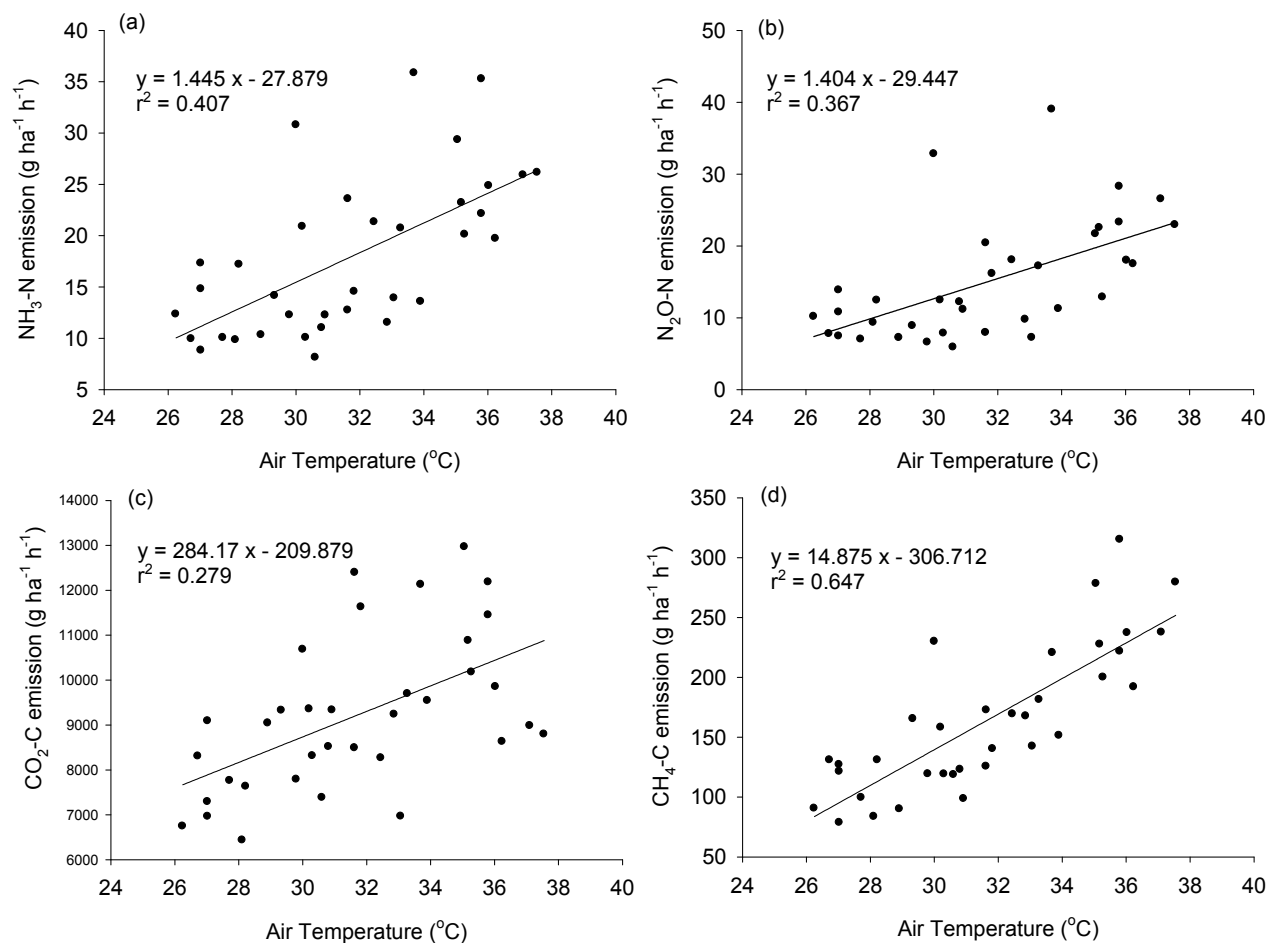 (a)
y = 1.445 x - 27.879
r² = 0.407
NH₃-N emission (g ha⁻¹ h⁻¹)
40
35
30
25
20
15
10
5
24 26 28 30 32 34 36 38 40
Air Temperature (°C)
(b)
y = 1.404 x - 29.447
r² = 0.367
N₂O-N emission (g ha⁻¹ h⁻¹)
50
40
30
20
10
0
24 26 28 30 32 34 36 38 40
Air Temperature (°C)
(c)
y = 284.17 x - 209.879
r² = 0.279
CO₂-C emission (g ha⁻¹ h⁻¹)
14000
13000
12000
11000
10000
9000
8000
7000
6000
24 26 28 30 32 34 36 38 40
Air Temperature (°C)
(d)
y = 14.875 x - 306.712
r² = 0.647
CH₄-C emission (g ha⁻¹ h⁻¹)
350
300
250
200
150
100
50
24 26 28 30 32 34 36 38 40
Air Temperature (°C)